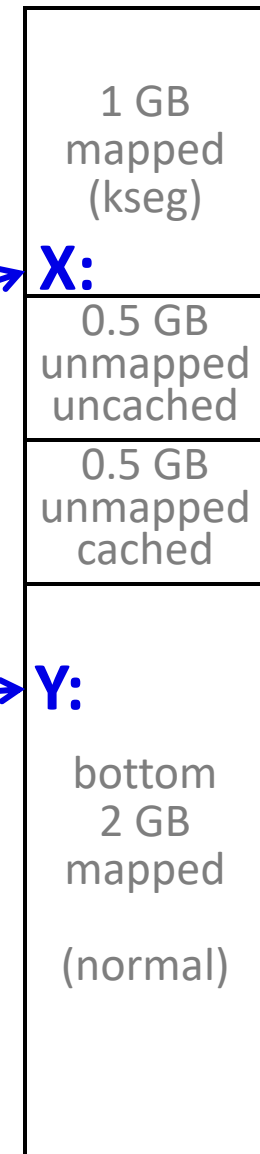 1 GB
mapped
(kseg)
X:
0.5 GB
unmapped
uncached
0.5 GB
unmapped
cached
Y:
bottom
2 GB
mapped
(normal)